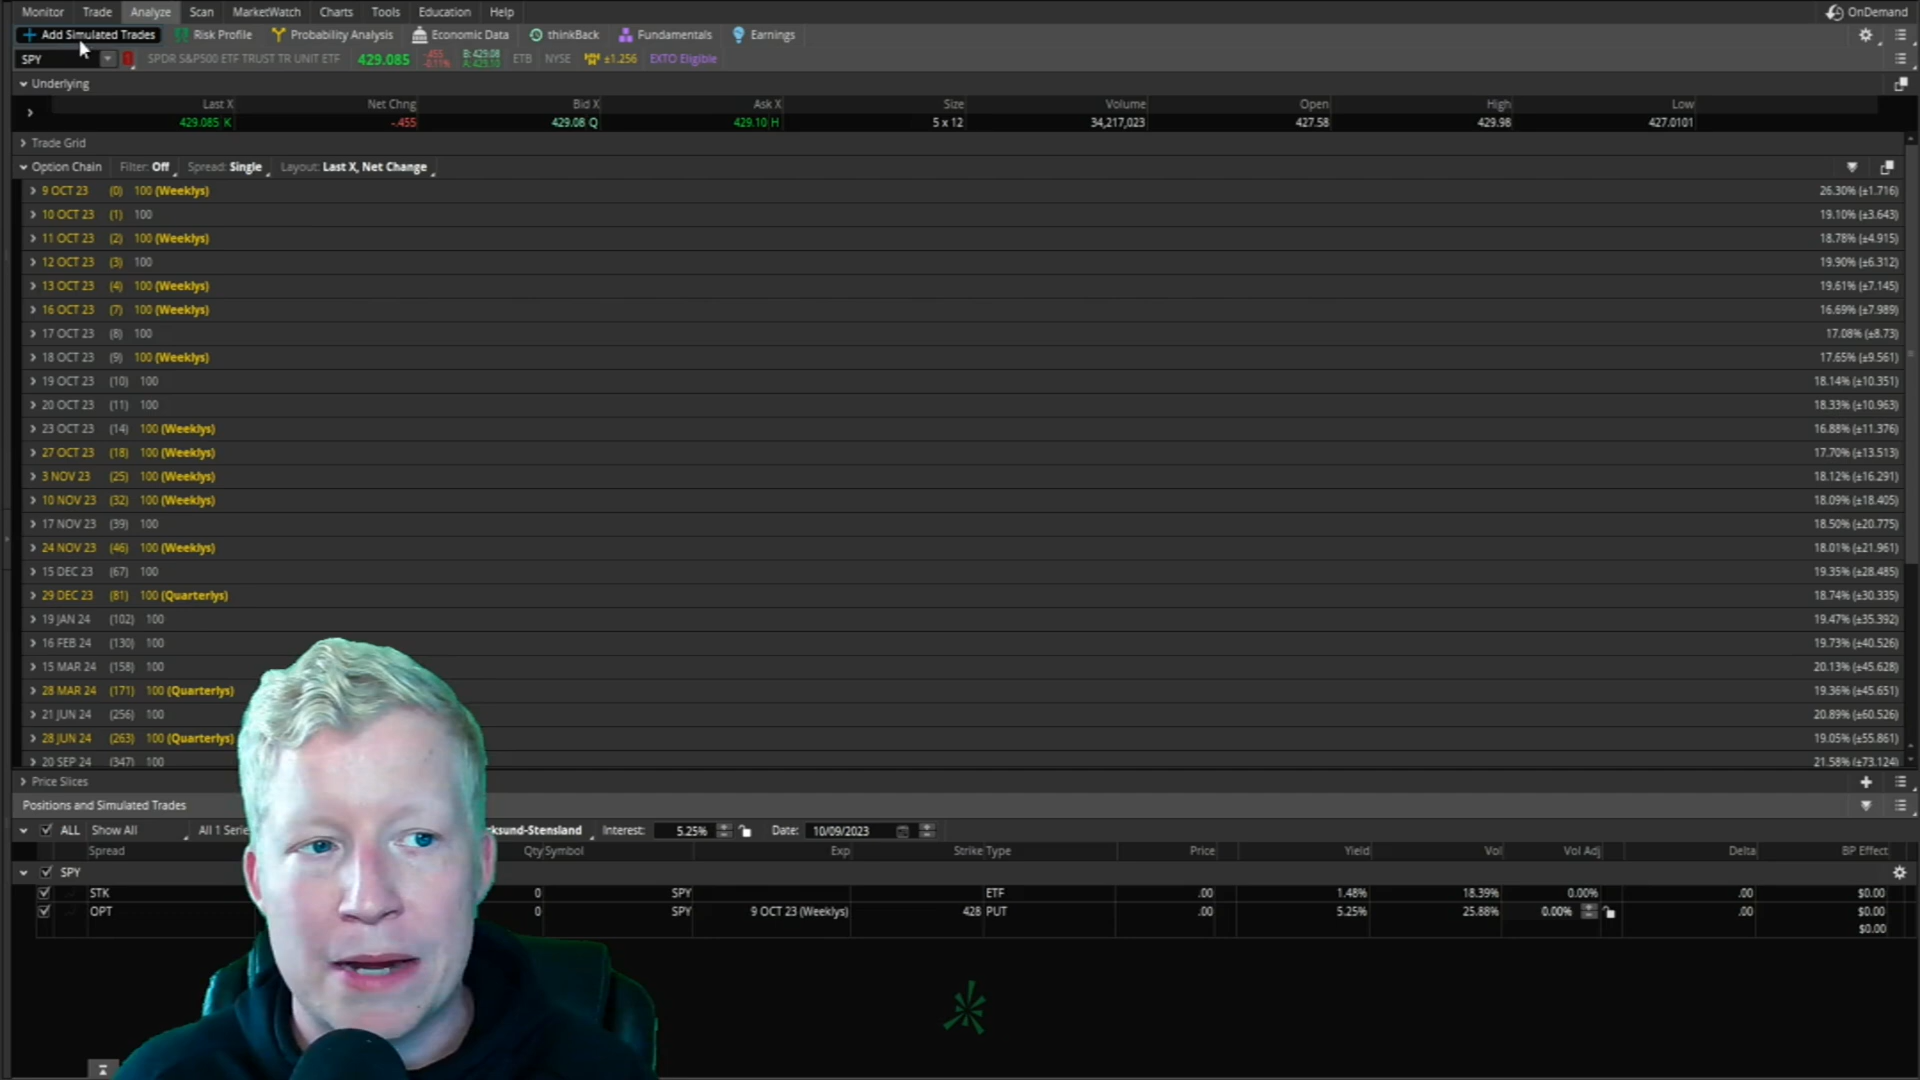 Monitor Trade Analyze Scan MarketWatch Charts Tools Education Help OnDemand
Add Simulated Trades Risk Profile Probability Analysis Economic Data thinkBack Fundamentals Earnings
SPY SPDR S&P500 ETF TRUST TR UNIT ETF 429.085 -.455 -0.11% B: 429.08 A: 429.10 ETB NYSE ±1.256 EXTO Eligible
Underlying
Last X Net Chng Bid X Ask X Size Volume Open High Low
429.085 K -.455 429.08 Q 429.10 H 5 x 12 34,217,023 427.58 429.98 427.0101
Trade Grid
Option Chain Filter: Off Spread: Single Layout: Last X, Net Change
9 OCT 23 (0) 100 (Weeklys) 26.30% (±1.716)
10 OCT 23 (1) 100 19.10% (±3.643)
11 OCT 23 (2) 100 (Weeklys) 18.78% (±4.915)
12 OCT 23 (3) 100 19.90% (±6.312)
13 OCT 23 (4) 100 (Weeklys) 19.61% (±7.145)
16 OCT 23 (7) 100 (Weeklys) 16.69% (±7.989)
17 OCT 23 (8) 100 17.08% (±8.73)
18 OCT 23 (9) 100 (Weeklys) 17.65% (±9.561)
19 OCT 23 (10) 100 18.14% (±10.351)
20 OCT 23 (11) 100 18.33% (±10.963)
23 OCT 23 (14) 100 (Weeklys) 16.88% (±11.376)
27 OCT 23 (18) 100 (Weeklys) 17.70% (±13.513)
3 NOV 23 (25) 100 (Weeklys) 18.12% (±16.291)
10 NOV 23 (32) 100 (Weeklys) 18.09% (±18.405)
17 NOV 23 (39) 100 18.50% (±20.775)
24 NOV 23 (46) 100 (Weeklys) 18.01% (±21.961)
15 DEC 23 (67) 100 19.35% (±28.485)
29 DEC 23 (81) 100 (Quarterlys) 18.74% (±30.335)
19 JAN 24 (102) 100 19.47% (±35.392)
16 FEB 24 (130) 100 19.73% (±40.526)
15 MAR 24 (158) 100 20.13% (±45.628)
28 MAR 24 (171) 100 (Quarterlys) 19.36% (±45.651)
21 JUN 24 (256) 100 20.89% (±60.526)
28 JUN 24 (263) 100 (Quarterlys) 19.05% (±55.861)
20 SEP 24 (347) 100 21.58% (±73.124)
Price Slices
Positions and Simulated Trades
ALL Show All All 1 Serie ksund-Stensland Interest: 5.25% Date: 10/09/2023
Spread Qty Symbol Exp Strike Type Price Yield Vol Vol Adj Delta BP Effect
SPY
STK 0 SPY ETF .00 1.48% 18.39% 0.00% .00 $0.00
OPT 0 SPY 9 OCT 23 (Weeklys) 428 PUT .00 5.25% 25.88% 0.00% .00 $0.00
$0.00